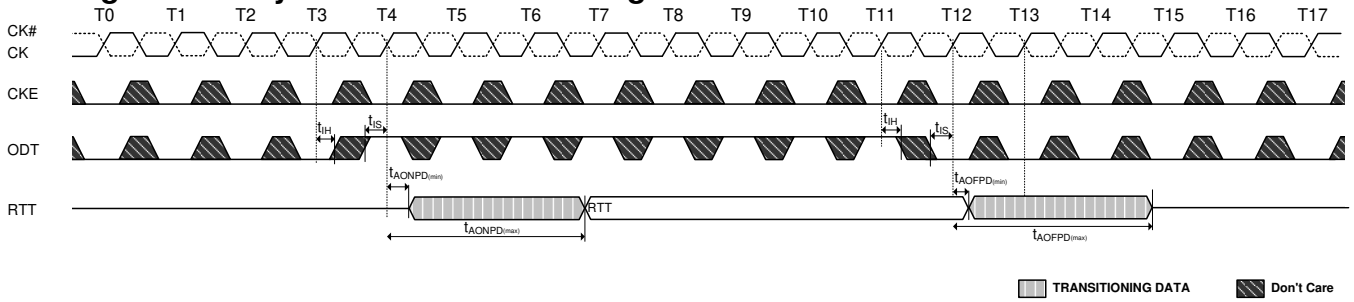 T0 T1 T2 T3 T4 T5 T6 T7 T8 T9 T10 T11 T12 T13 T14 T15 T16 T17
CK#
CK
CKE
tIH tIS tIH tIS
ODT
tAONPD(min) tAOFPD(min)
RTT RTT
tAONPD(max) tAOFPD(max)
TRANSITIONING DATA Don't Care